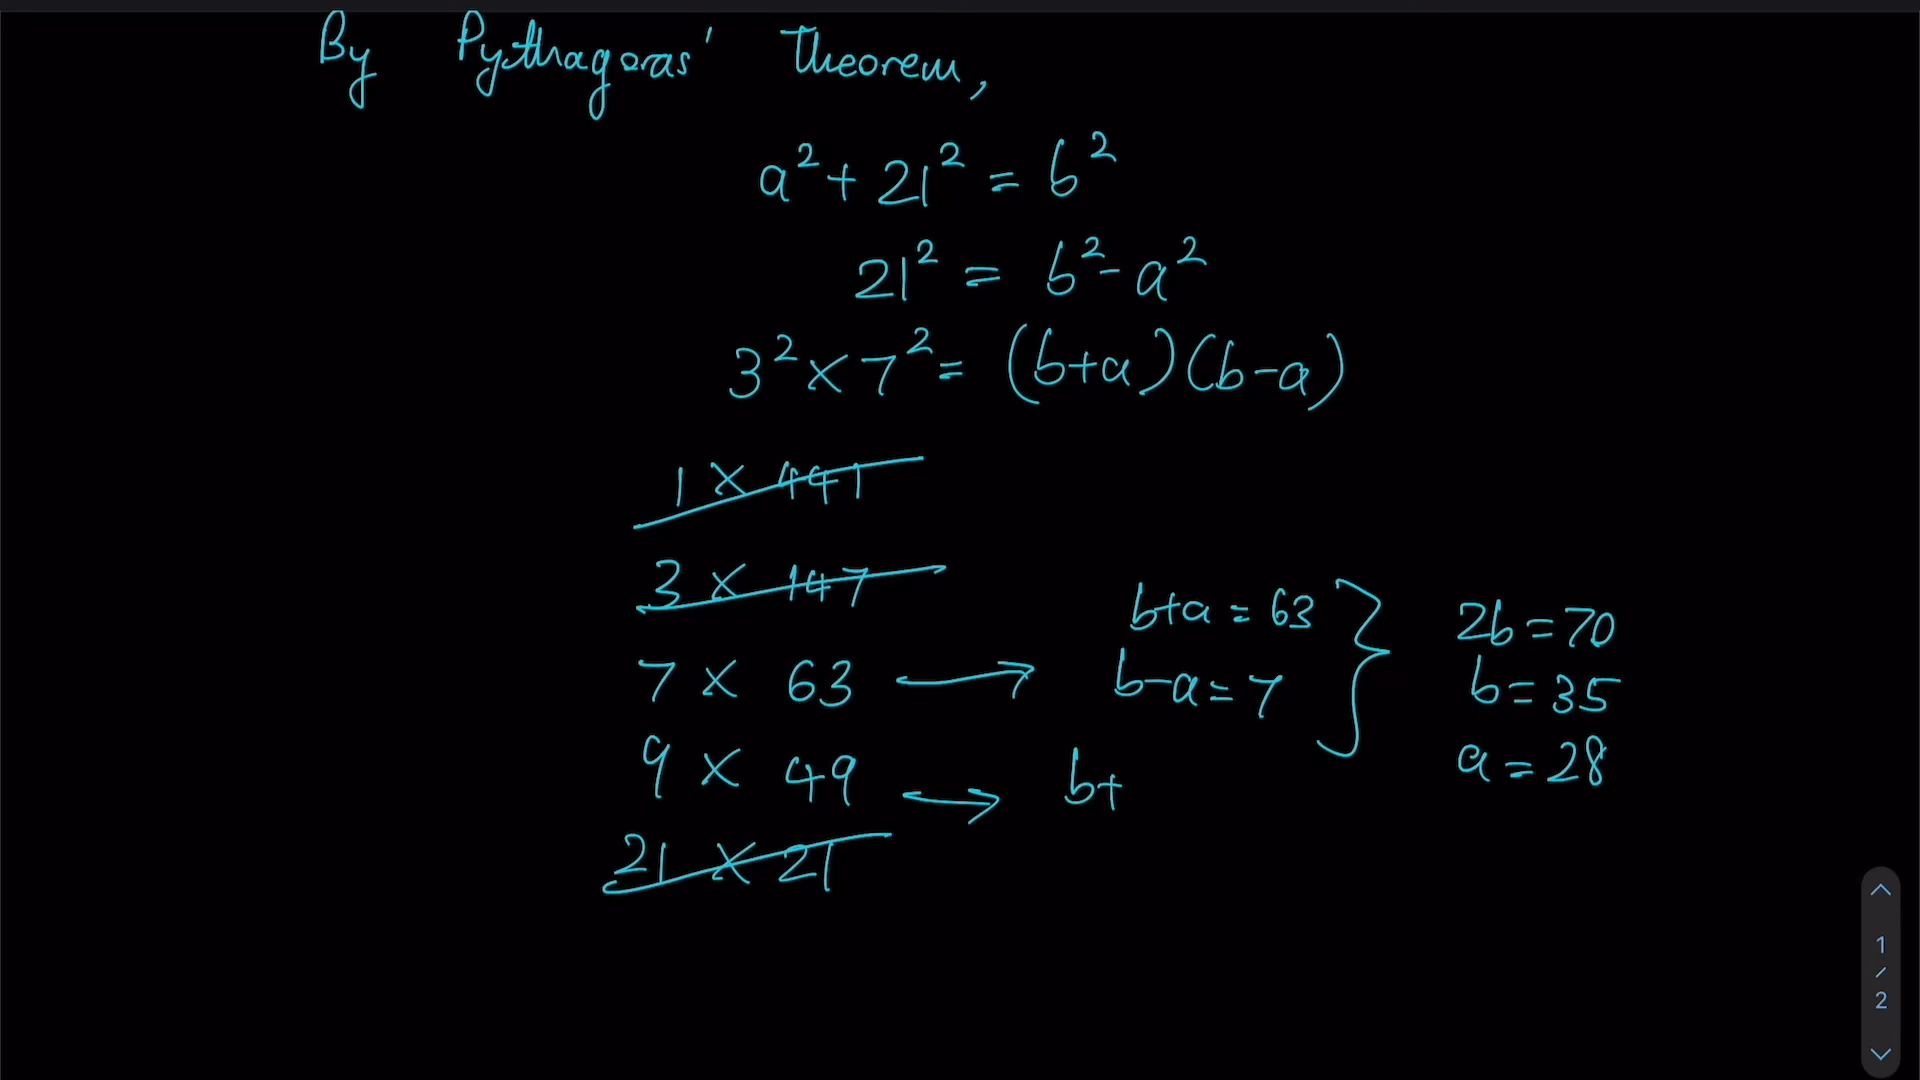 By Pythagoras' Theorem,
a² + 21² = b²
21² = b² - a²
3² × 7² = (b+a)(b-a)
1 × 441
3 × 147
b+a = 63
2b = 70
7 × 63 → b-a = 7
b = 35
9 × 49 → b+
a = 28
21 × 21
1
/
2